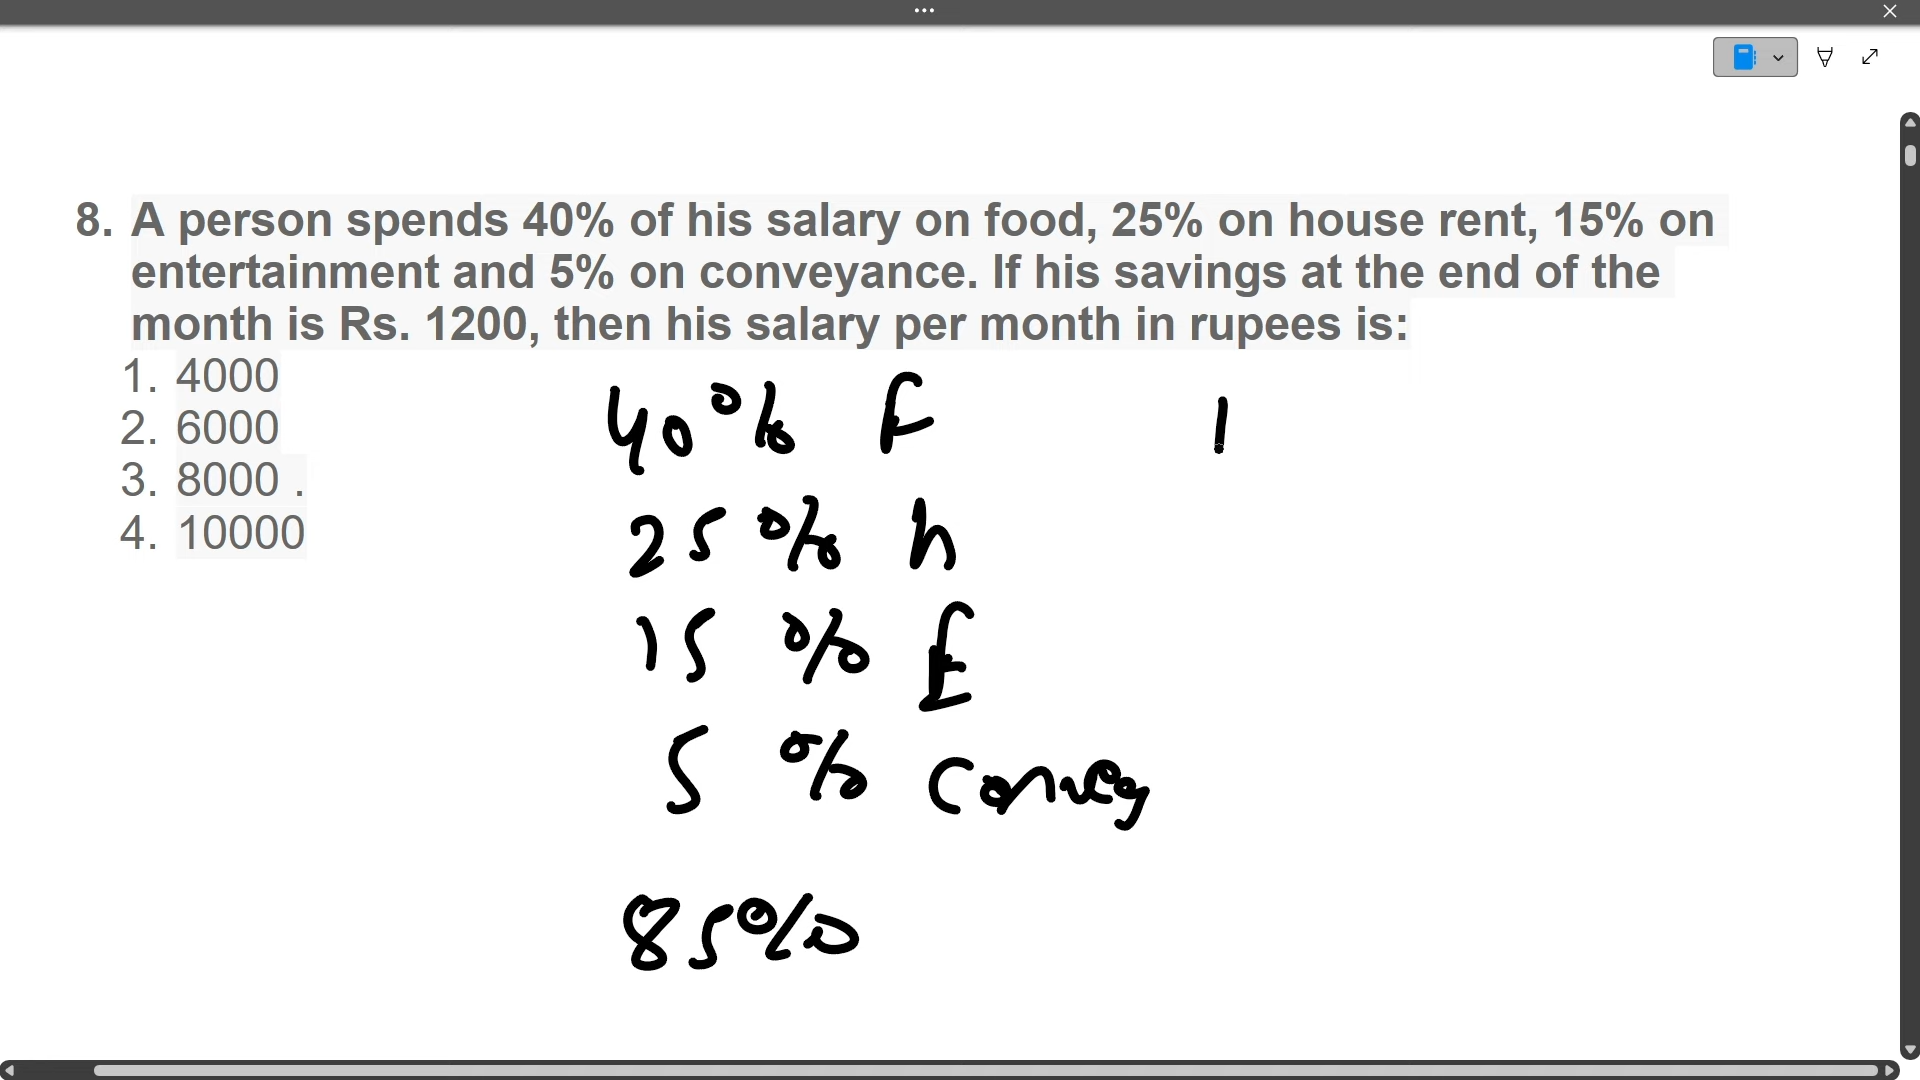 8. A person spends 40% of his salary on food, 25% on house rent, 15% on
entertainment and 5% on conveyance. If his savings at the end of the
month is Rs. 1200, then his salary per month in rupees is:
1. 4000
2. 6000
3. 8000 .
4. 10000
40% F
1
25% h
15% E
5% Convey
85%